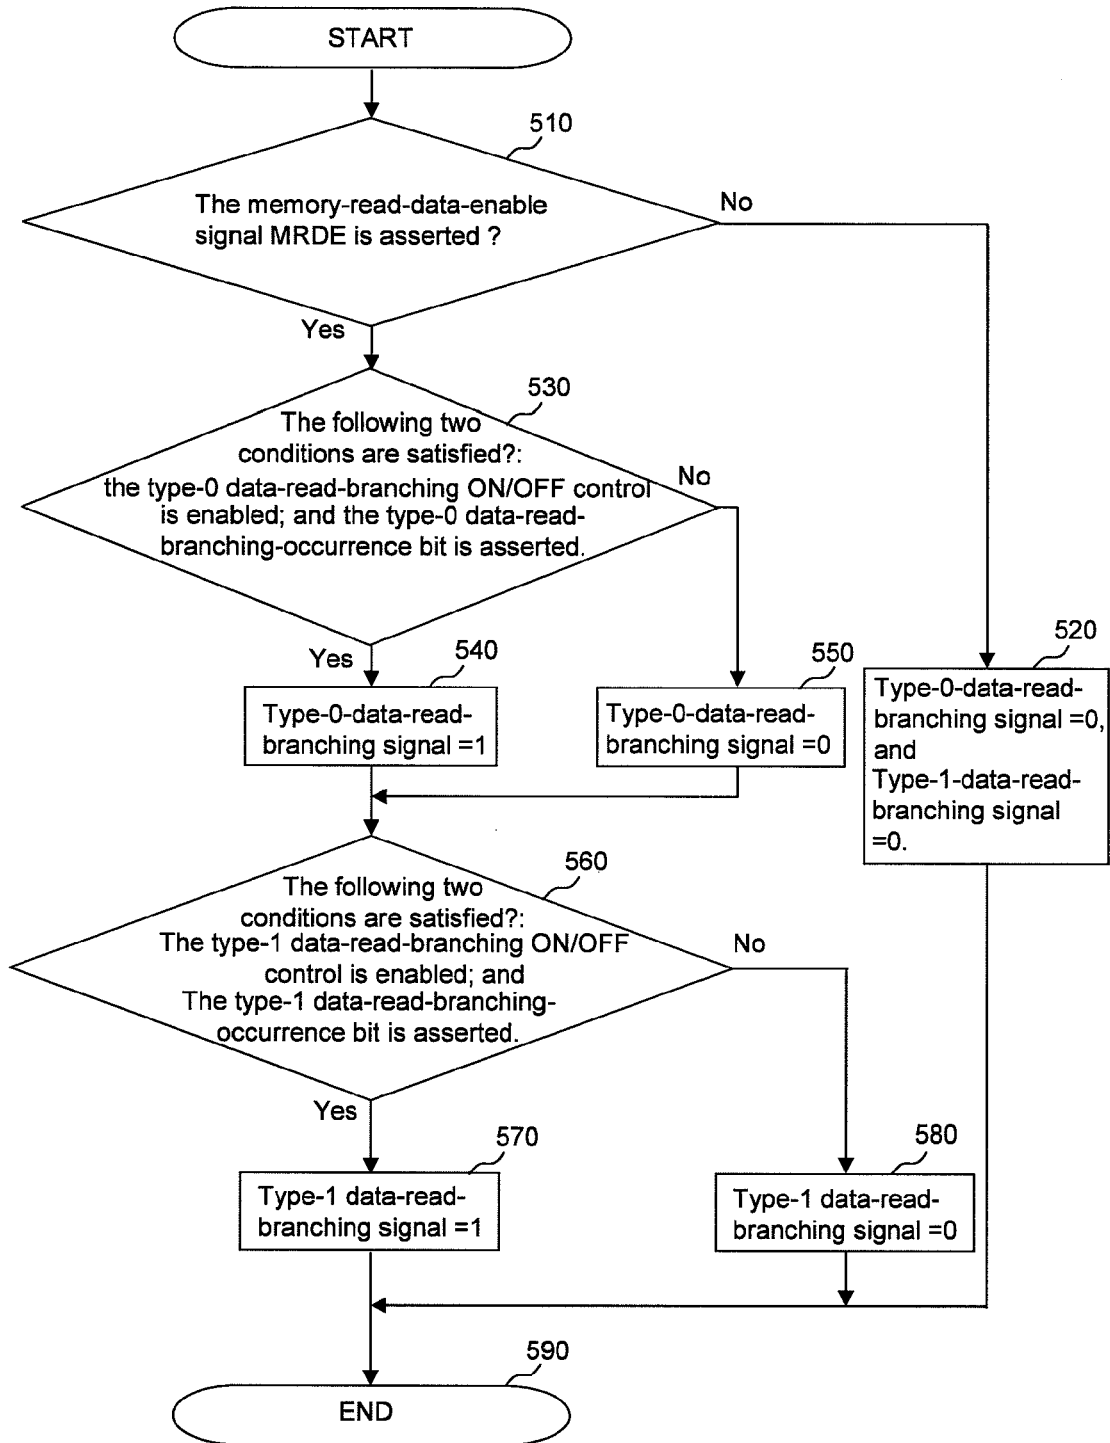 START
510
The memory-read-data-enable
signal MRDE is asserted ?
No
Yes
530
The following two
conditions are satisfied?:
the type-0 data-read-branching ON/OFF control
is enabled; and the type-0 data-read-
branching-occurrence bit is asserted.
No
Yes
540
Type-0-data-read-
branching signal =1
550
Type-0-data-read-
branching signal =0
520
Type-0-data-read-
branching signal =0,
and
Type-1-data-read-
branching signal
=0.
560
The following two
conditions are satisfied?:
The type-1 data-read-branching ON/OFF
control is enabled; and
The type-1 data-read-branching-
occurrence bit is asserted.
No
Yes
570
Type-1 data-read-
branching signal =1
580
Type-1 data-read-
branching signal =0
590
END